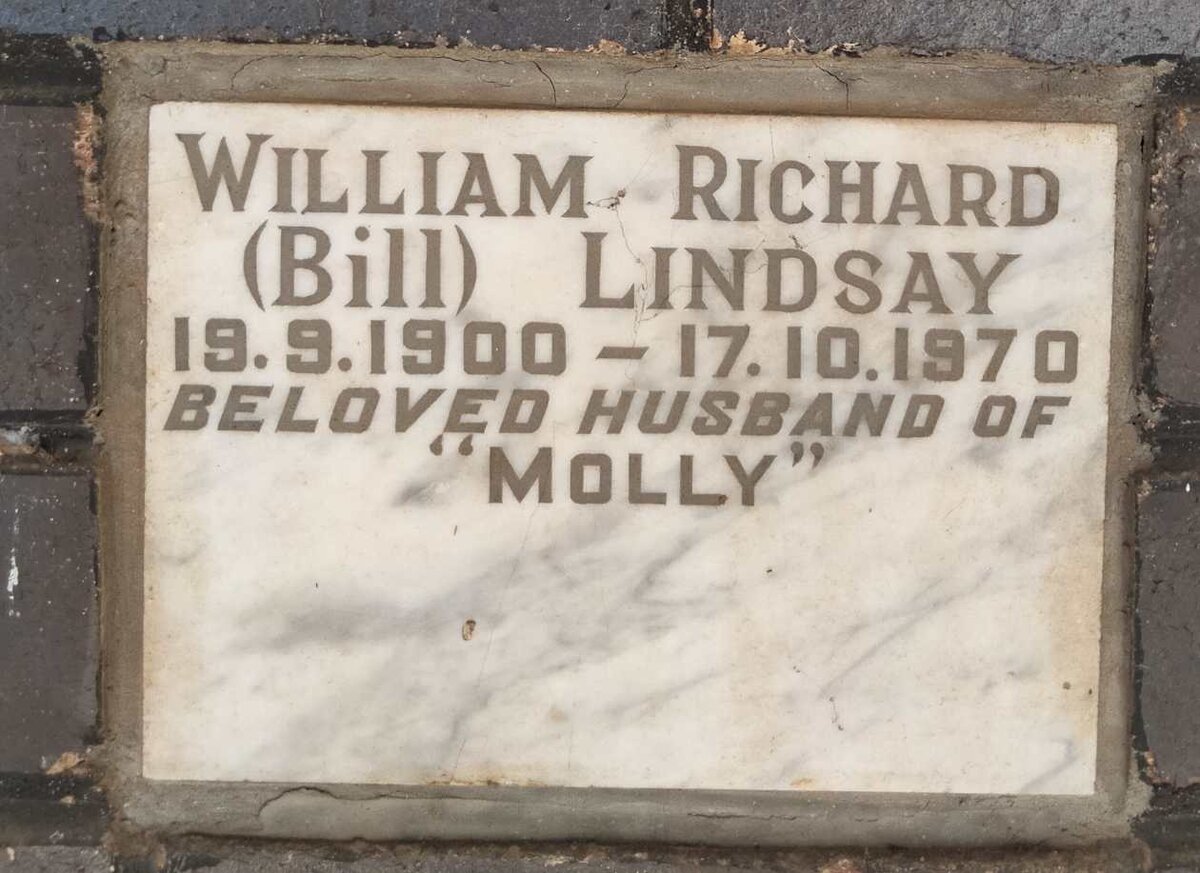 WILLIAM RICHARD
(Bill) LINDSAY
19.9.1900 – 17.10.1970
BELOVED HUSBAND OF
“MOLLY”